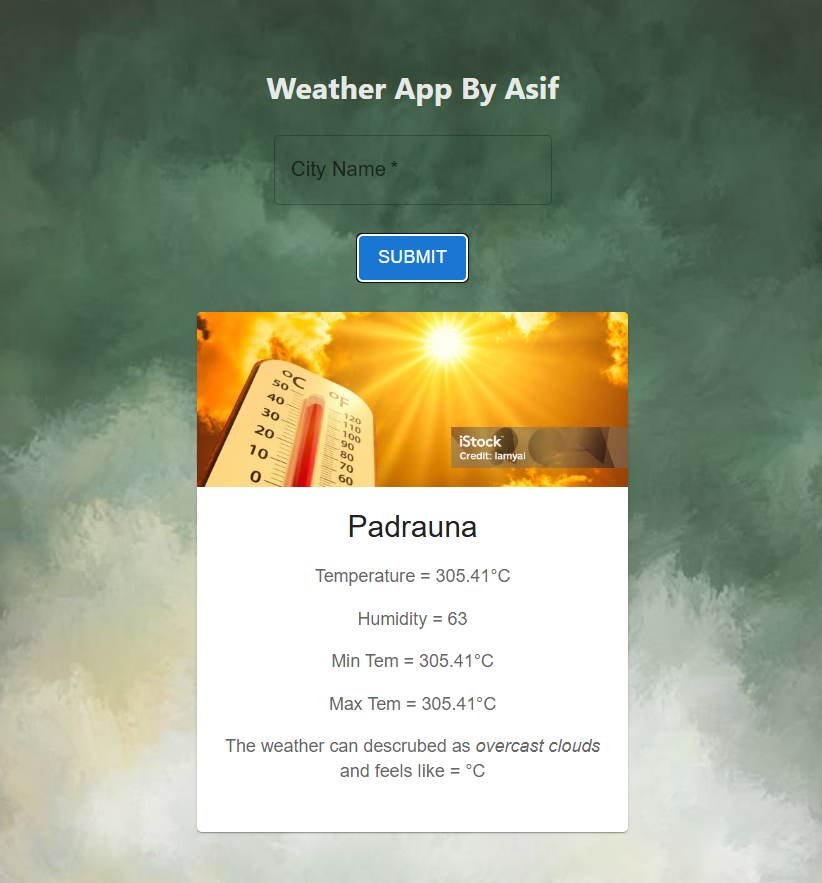 Weather App By Asif
City Name *
SUBMIT
°C
°F
50
40
30
20
10
0
120
110
100
90
80
70
60
iStock™
Credit: lamyai
Padrauna
Temperature = 305.41°C
Humidity = 63
Min Tem = 305.41°C
Max Tem = 305.41°C
The weather can descrubed as overcast clouds
and feels like = °C